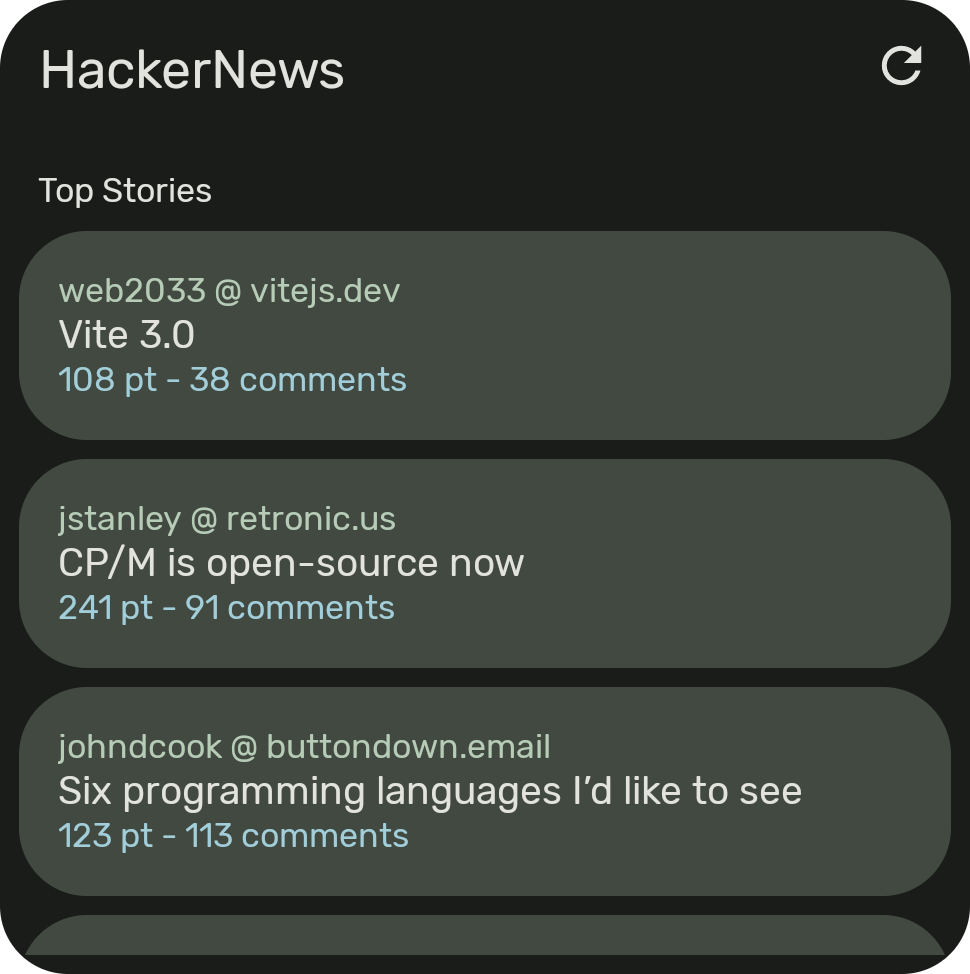 HackerNews
Top Stories
web2033 @ vitejs.dev
Vite 3.0
108 pt - 38 comments
jstanley @ retronic.us
CP/M is open-source now
241 pt - 91 comments
johndcook @ buttondown.email
Six programming languages I’d like to see
123 pt - 113 comments